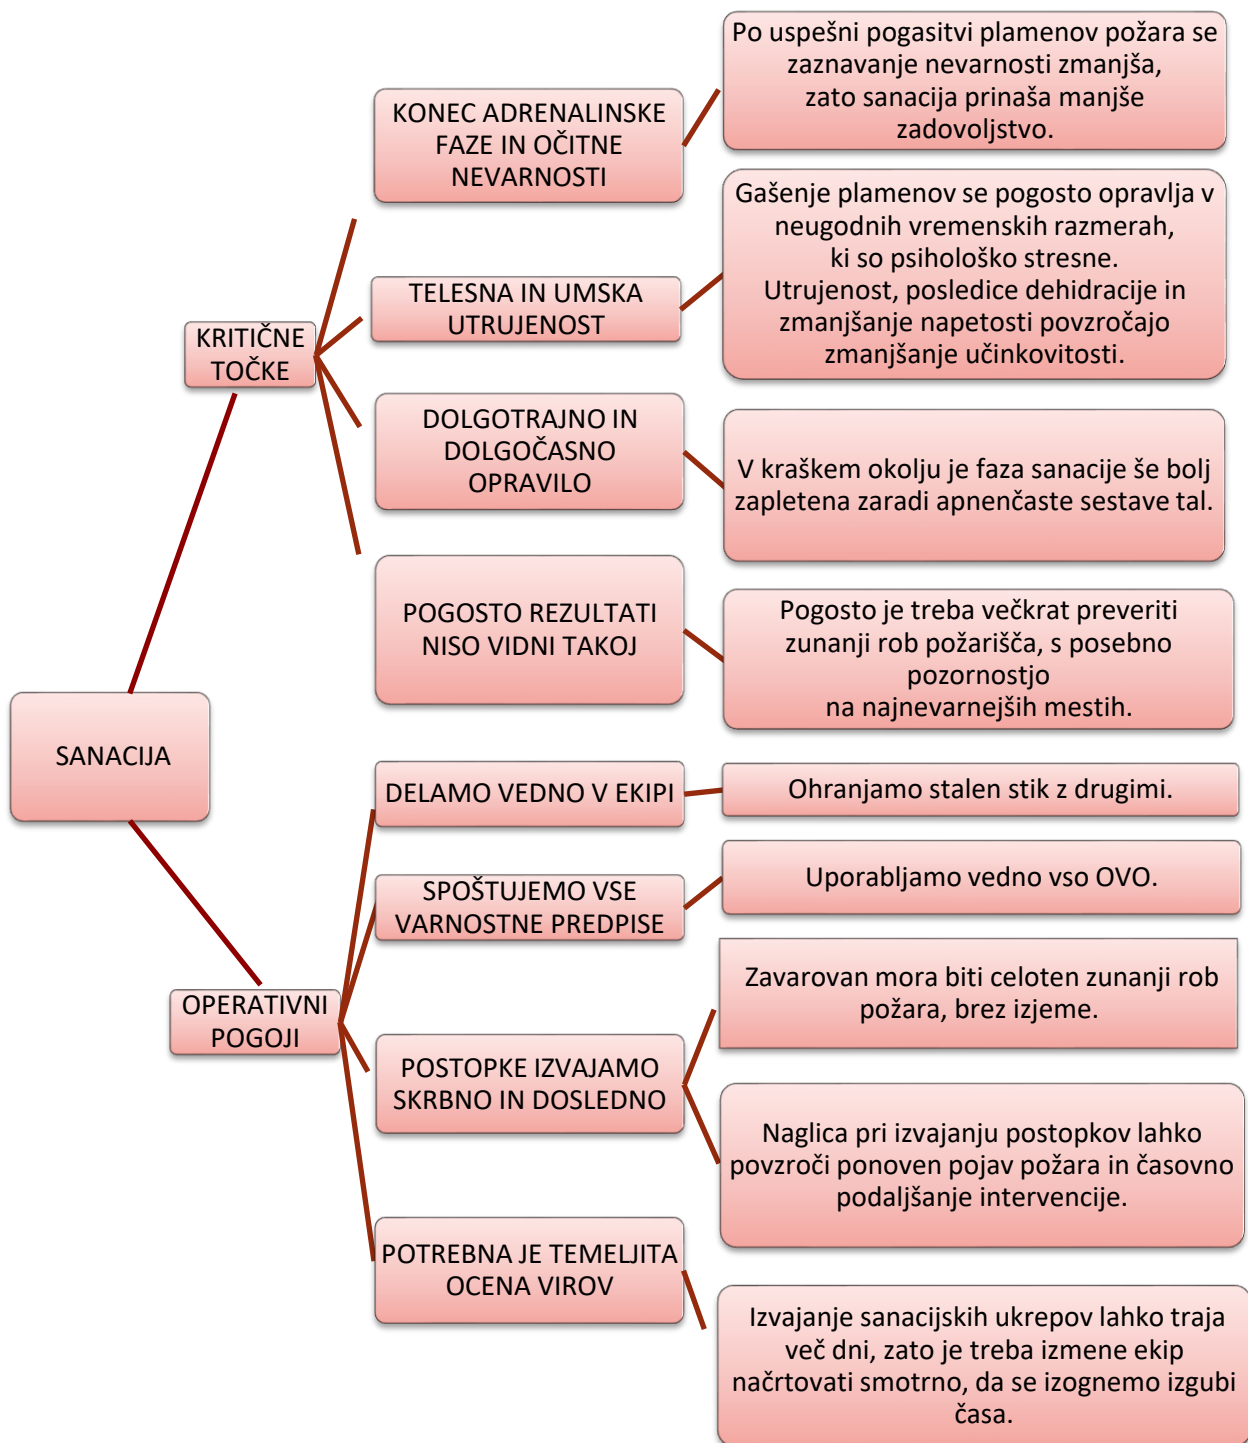 SANACIJA
KRITIČNE
TOČKE
KONEC ADRENALINSKE
FAZE IN OČITNE
NEVARNOSTI
Po uspešni pogasitvi plamenov požara se
zaznavanje nevarnosti zmanjša,
zato sanacija prinaša manjše
zadovoljstvo.
TELESNA IN UMSKA
UTRUJENOST
Gašenje plamenov se pogosto opravlja v
neugodnih vremenskih razmerah,
ki so psihološko stresne.
Utrujenost, posledice dehidracije in
zmanjšanje napetosti povzročajo
zmanjšanje učinkovitosti.
DOLGOTRAJNO IN
DOLGOČASNO
OPRAVILO
V kraškem okolju je faza sanacije še bolj
zapletena zaradi apnenčaste sestave tal.
POGOSTO REZULTATI
NISO VIDNI TAKOJ
Pogosto je treba večkrat preveriti
zunanji rob požarišča, s posebno
pozornostjo
na najnevarnejših mestih.
OPERATIVNI
POGOJI
DELAMO VEDNO V EKIPI
Ohranjamo stalen stik z drugimi.
SPOŠTUJEMO VSE
VARNOSTNE PREDPISE
Uporabljamo vedno vso OVO.
POSTOPKE IZVAJAMO
SKRBNO IN DOSLEDNO
Zavarovan mora biti celoten zunanji rob
požara, brez izjeme.
Naglica pri izvajanju postopkov lahko
povzroči ponoven pojav požara in časovno
podaljšanje intervencije.
POTREBNA JE TEMELJITA
OCENA VIROV
Izvajanje sanacijskih ukrepov lahko traja
več dni, zato je treba izmene ekip
načrtovati smotrno, da se izognemo izgubi
časa.